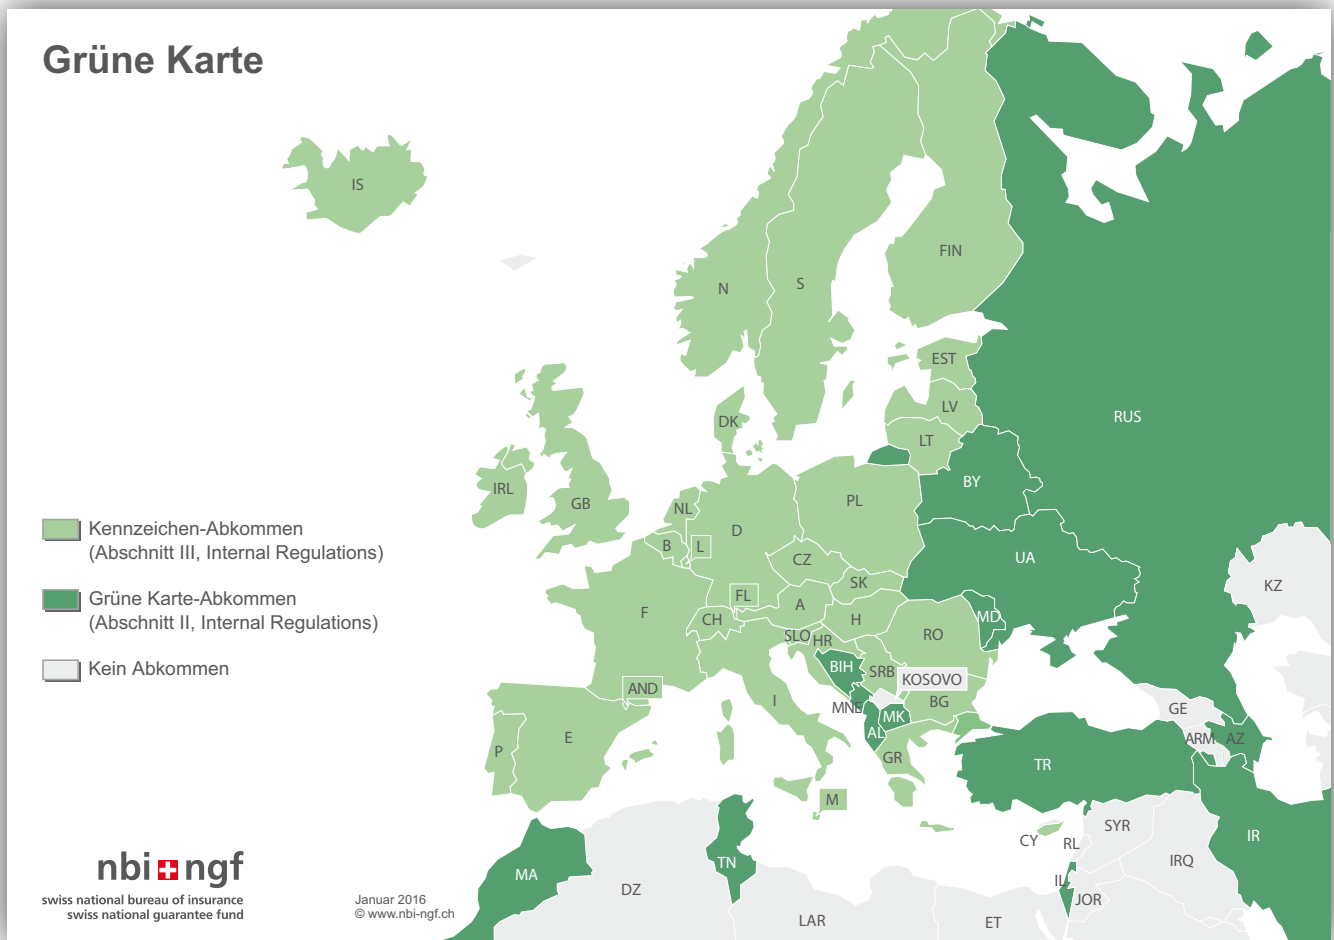 Grüne Karte
IS
FIN
N
S
EST
RUS
LV
DK
LT
BY
IRL
GB
NL
PL
D
B
L
Kennzeichen-Abkommen
(Abschnitt III, Internal Regulations)
CZ
UA
SK
KZ
FL
A
Grüne Karte-Abkommen
(Abschnitt II, Internal Regulations)
F
CH
H
MD
SLO
HR
RO
Kein Abkommen
BIH
SRB
KOSOVO
AND
I
MNE
BG
MK
GE
AL
E
P
ARM
AZ
GR
TR
M
SYR
CY
RL
IR
IRQ
TN
MA
DZ
IL
JOR
LAR
ET
nbi ngf
swiss national bureau of insurance
swiss national guarantee fund
Januar 2016
© www.nbi-ngf.ch